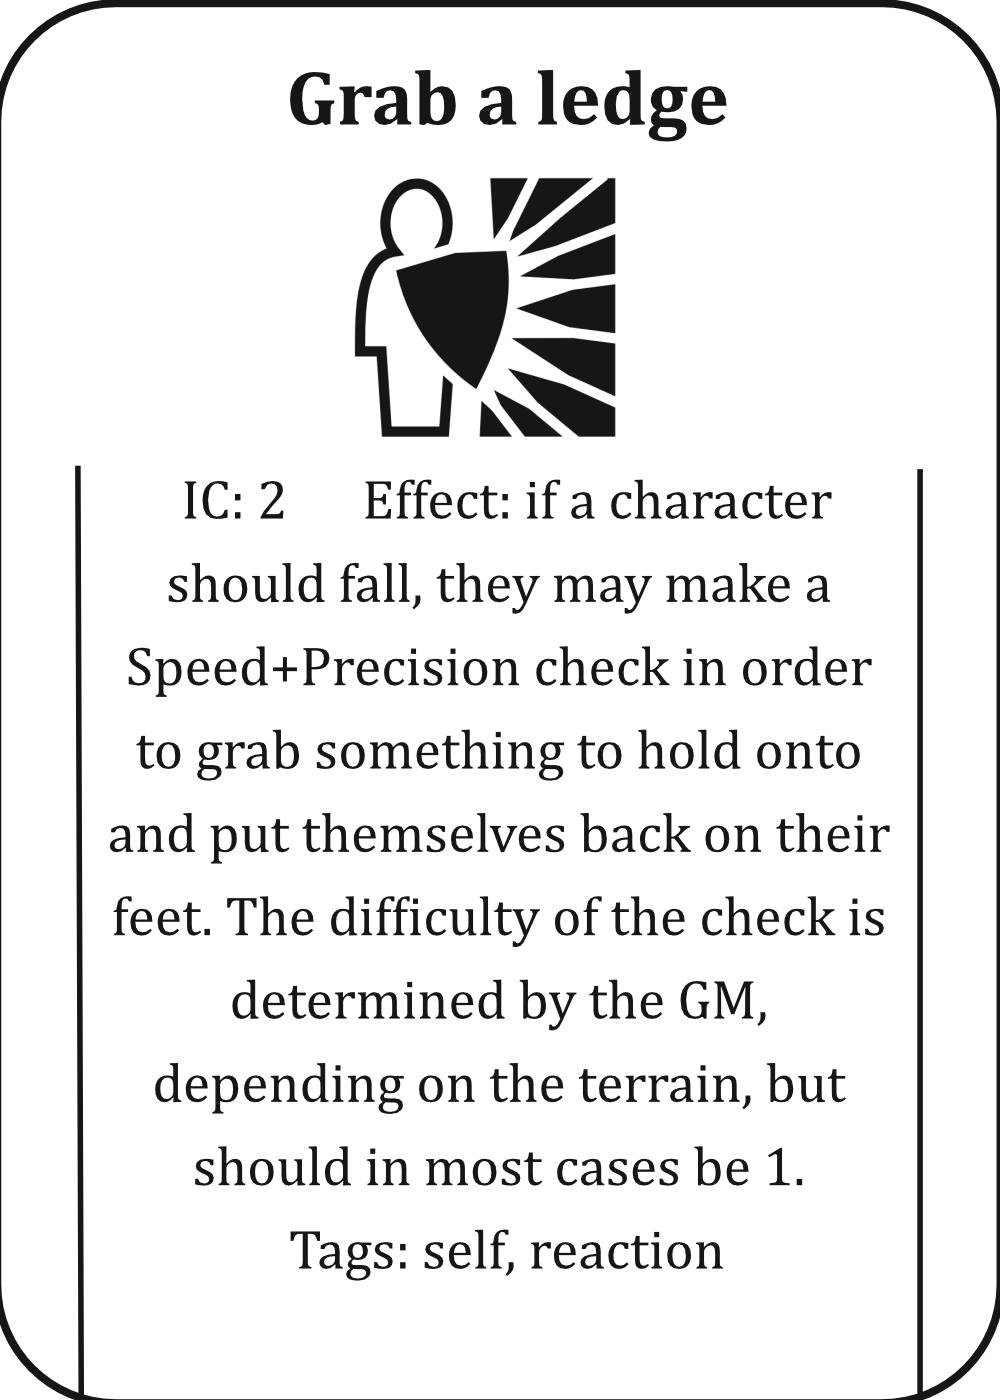 Grab a ledge
IC: 2 Effect: if a character
should fall, they may make a
Speed+Precision check in order
to grab something to hold onto
and put themselves back on their
feet. The difficulty of the check is
determined by the GM,
depending on the terrain, but
should in most cases be 1.
Tags: self, reaction